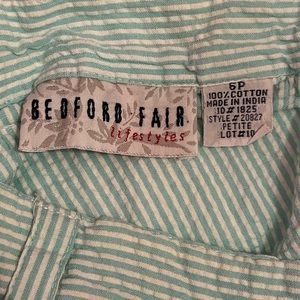 BEDFORD FAIR
lifestyles
6P
100% COTTON
MADE IN INDIA
ID # 1825
STYLE # 20827
PETITE
LOT # 10